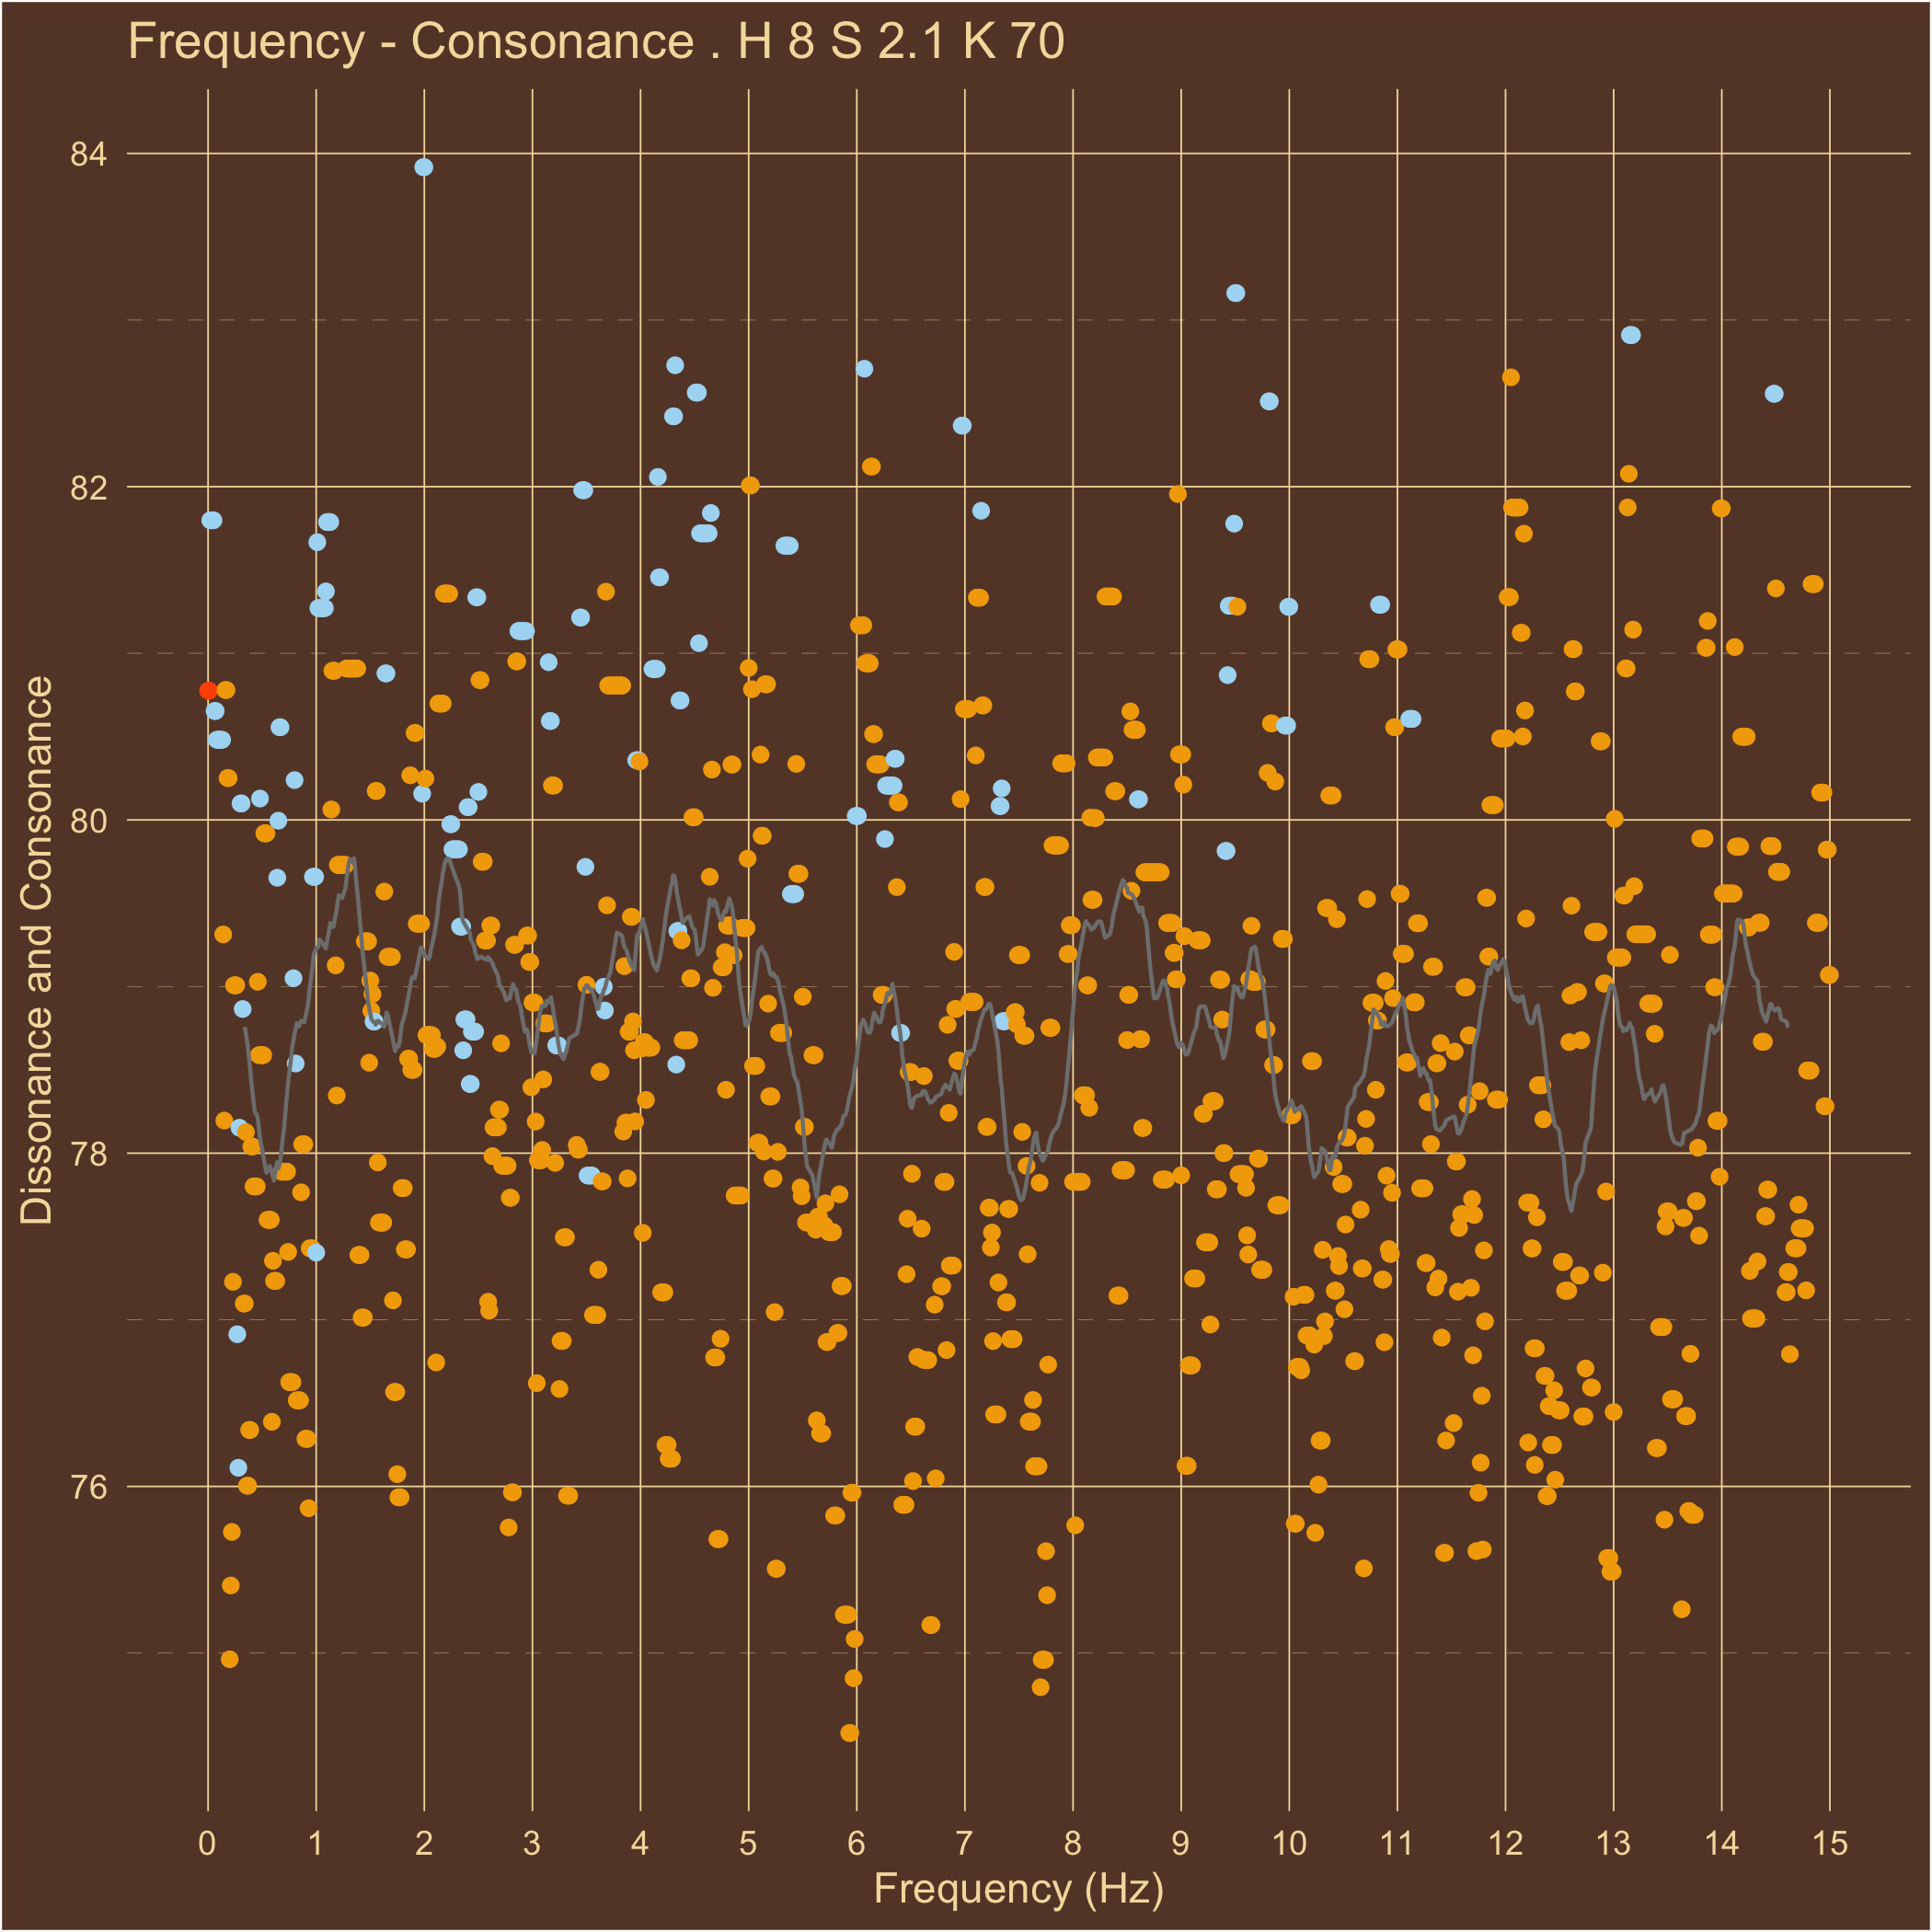 Frequency - Consonance . H 8 S 2.1 K 70
84
82
80
78
76
Dissonance and Consonance
0 1 2 3 4 5 6 7 8 9 10 11 12 13 14 15
Frequency (Hz)